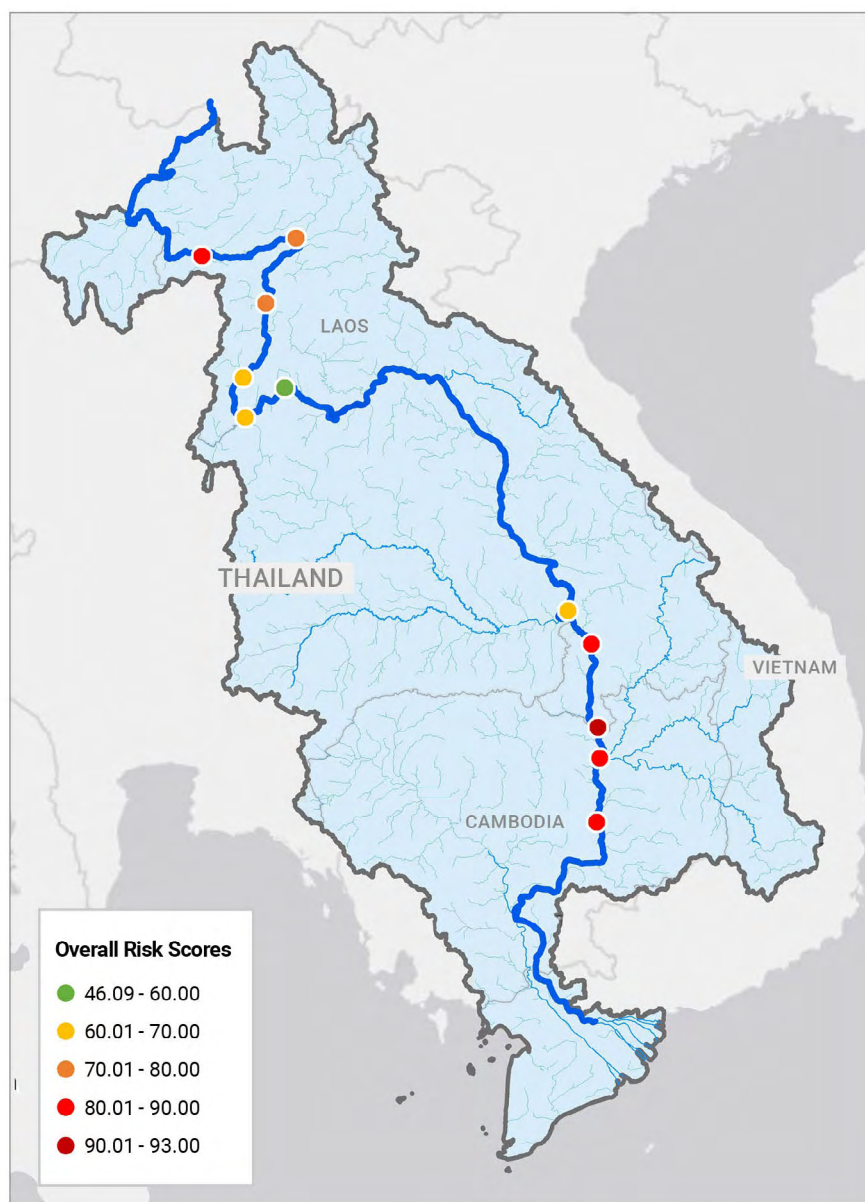 LAOS
THAILAND
VIETNAM
CAMBODIA
Overall Risk Scores
46.09 - 60.00
60.01 - 70.00
70.01 - 80.00
80.01 - 90.00
90.01 - 93.00